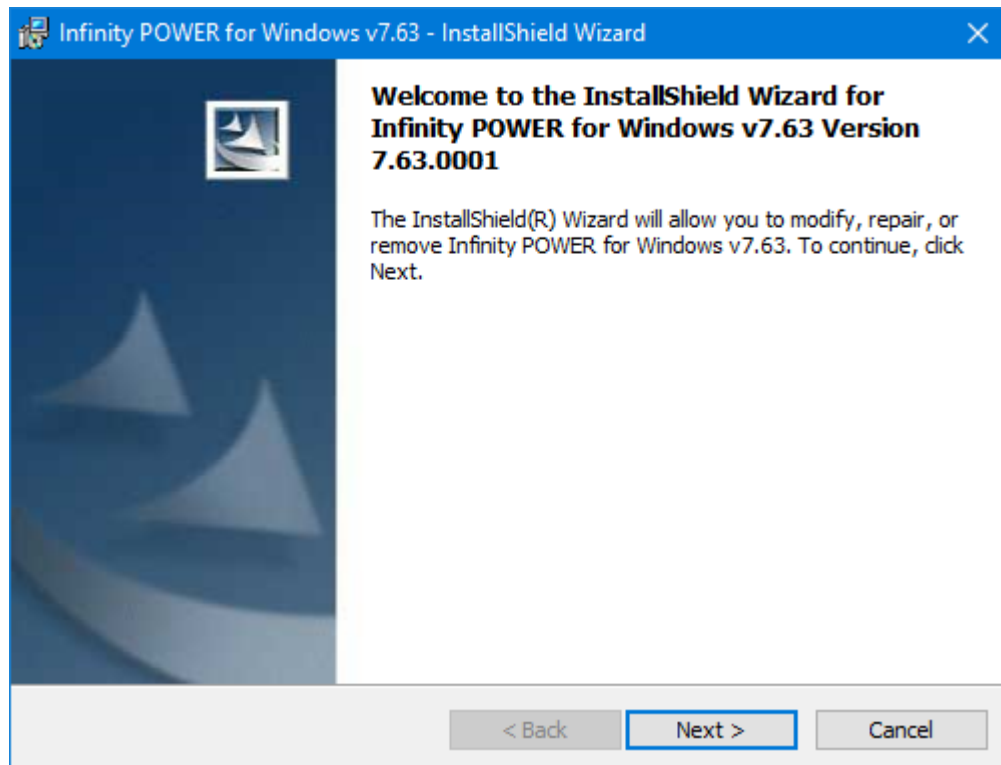 Infinity POWER for Windows v7.63 - InstallShield Wizard
Welcome to the InstallShield Wizard for
Infinity POWER for Windows v7.63 Version
7.63.0001
The InstallShield(R) Wizard will allow you to modify, repair, or
remove Infinity POWER for Windows v7.63. To continue, click
Next.
< Back
Next >
Cancel